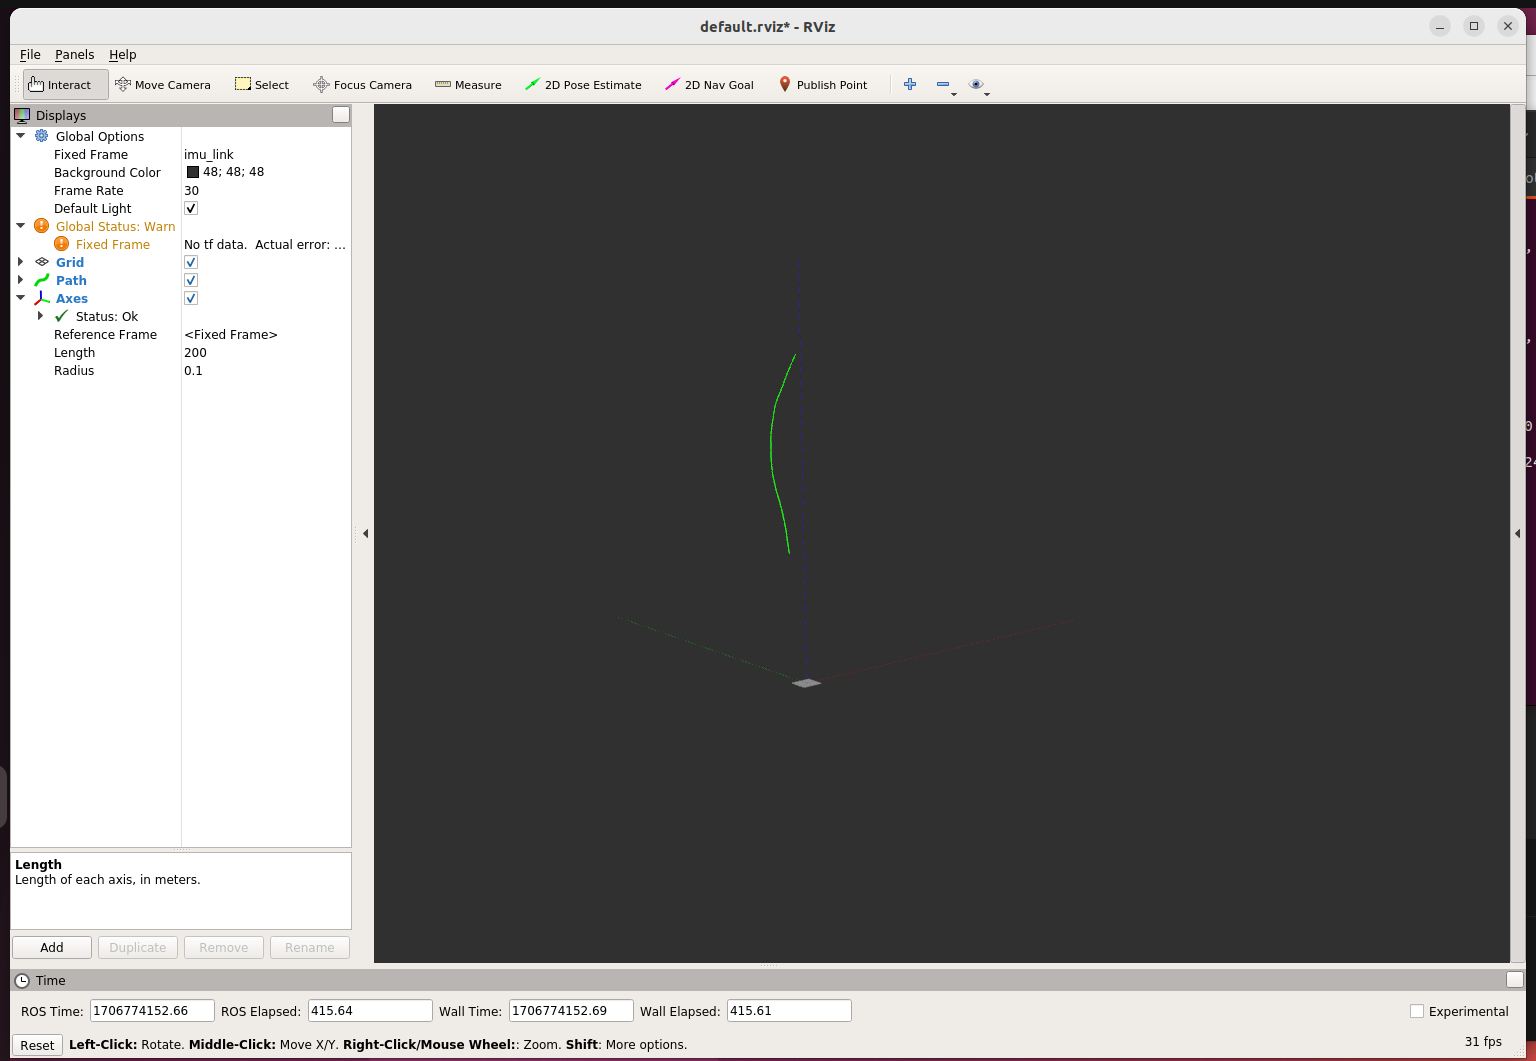 default.rviz* - RViz
File Panels Help
Interact Move Camera Select Focus Camera Measure 2D Pose Estimate 2D Nav Goal Publish Point
Displays
Global Options
Fixed Frame imu_link
Background Color 48; 48; 48
Frame Rate 30
Default Light
Global Status: Warn
Fixed Frame No tf data.  Actual error: ...
Grid
Path
Axes
Status: Ok
Reference Frame <Fixed Frame>
Length 200
Radius 0.1
Length
Length of each axis, in meters.
Add Duplicate Remove Rename
Time
ROS Time: 1706774152.66 ROS Elapsed: 415.64 Wall Time: 1706774152.69 Wall Elapsed: 415.61 Experimental
Reset Left-Click: Rotate. Middle-Click: Move X/Y. Right-Click/Mouse Wheel:: Zoom. Shift: More options. 31 fps